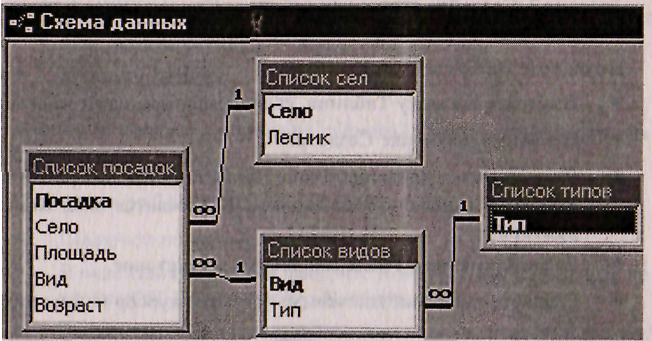 Схема данных
Список сел
Село
Лесник
1
Список посадок
Посадка
Село
Площадь
Вид
Возраст
∞
∞
1
Список видов
Вид
Тип
∞
1
Список типов
Тип